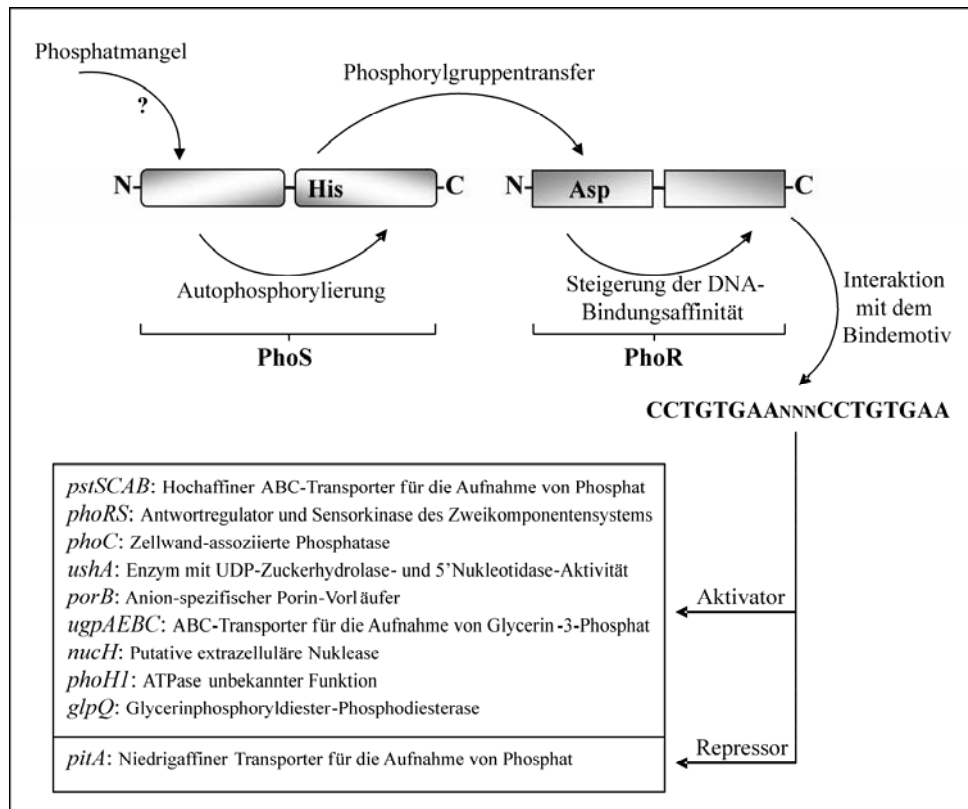 Phosphatmangel
?
Phosphorylgruppentransfer
N
His
C
N
Asp
C
Autophosphorylierung
Steigerung der DNA-
Bindungsaffinität
Interaktion
mit dem
Bindemotiv
PhoS
PhoR
CCTGTGAANNNCCTGTGAA
pstSCAB: Hochaffiner ABC-Transporter für die Aufnahme von Phosphat
phoRS: Antwortregulator und Sensorkinase des Zweikomponentensystems
phoC: Zellwand-assoziierte Phosphatase
ushA: Enzym mit UDP-Zuckerhydrolase- und 5’Nukleotidase-Aktivität
porB: Anion-spezifischer Porin-Vorläufer
ugpAEBC: ABC-Transporter für die Aufnahme von Glycerin-3-Phosphat
nucH: Putative extrazelluläre Nuklease
phoH1: ATPase unbekannter Funktion
glpQ: Glycerinphosphoryldiester-Phosphodiesterase
Aktivator
pitA: Niedrigaffiner Transporter für die Aufnahme von Phosphat
Repressor